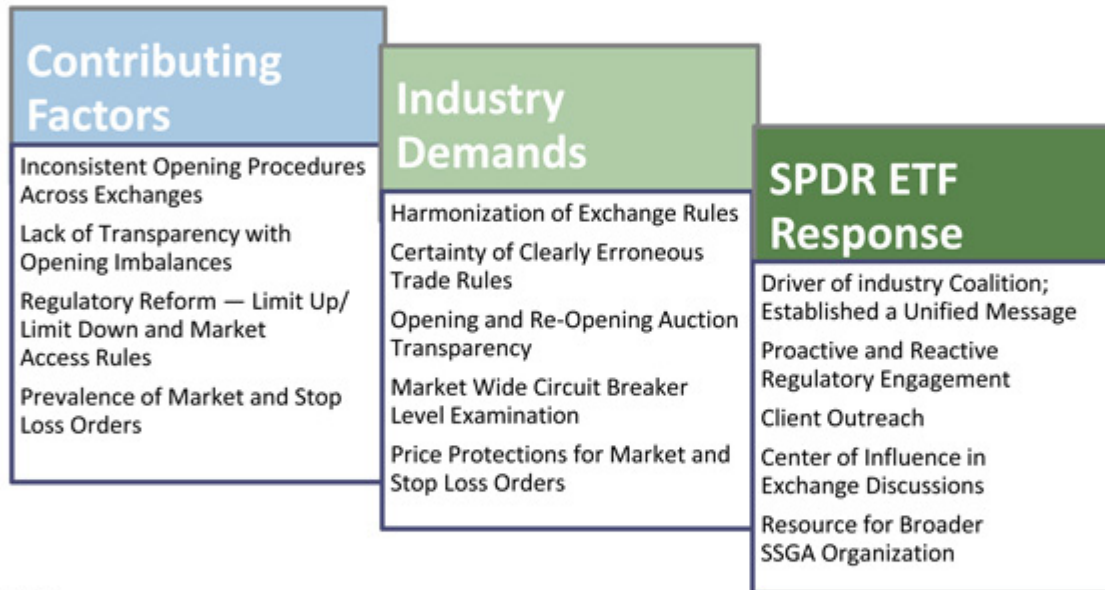 Contributing
Factors
Inconsistent Opening Procedures
Across Exchanges
Lack of Transparency with
Opening Imbalances
Regulatory Reform — Limit Up/
Limit Down and Market
Access Rules
Prevalence of Market and Stop
Loss Orders
Industry
Demands
Harmonization of Exchange Rules
Certainty of Clearly Erroneous
Trade Rules
Opening and Re-Opening Auction
Transparency
Market Wide Circuit Breaker
Level Examination
Price Protections for Market and
Stop Loss Orders
SPDR ETF
Response
Driver of industry Coalition;
Established a Unified Message
Proactive and Reactive
Regulatory Engagement
Client Outreach
Center of Influence in
Exchange Discussions
Resource for Broader
SSGA Organization